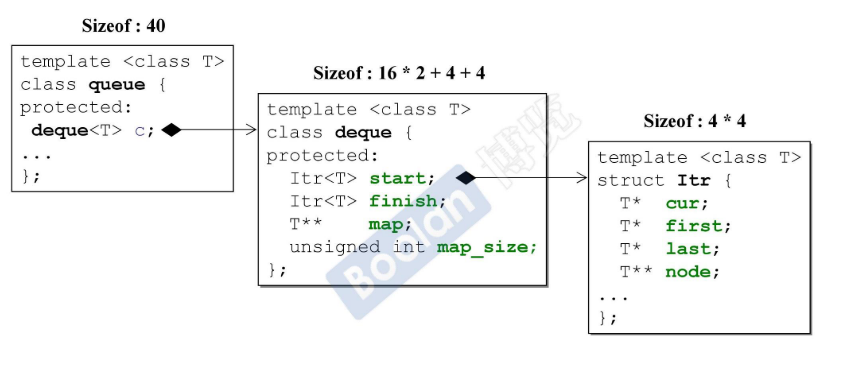 Sizeof : 40
template <class T>
class queue {
protected:
deque<T> c;
...
};
Sizeof : 16 * 2 + 4 + 4
template <class T>
class deque {
protected:
Itr<T> start;
Itr<T> finish;
T** map;
unsigned int map_size;
};
Sizeof : 4 * 4
template <class T>
struct Itr {
T* cur;
T* first;
T* last;
T** node;
...
};
Boolan 博览